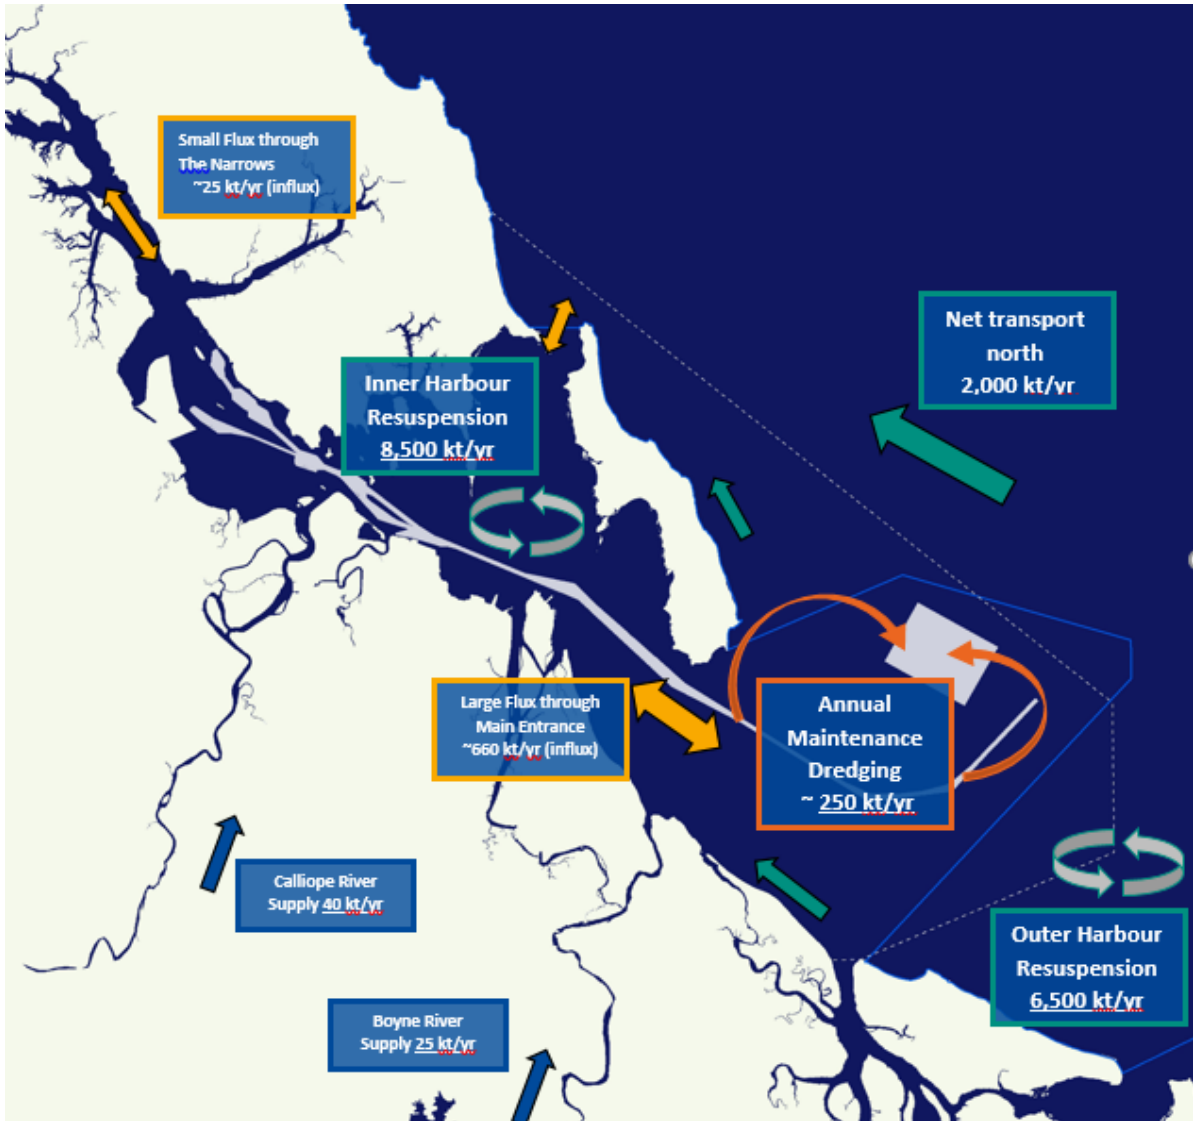 Small Flux through
The Narrows
~25 kt/yr (influx)
Net transport
north
2,000 kt/yr
Inner Harbour
Resuspension
8,500 kt/yr
Large Flux through
Main Entrance
~660 kt/yr (influx)
Annual
Maintenance
Dredging
~ 250 kt/yr
Calliope River
Supply 40 kt/yr
Outer Harbour
Resuspension
6,500 kt/yr
Boyne River
Supply 25 kt/yr